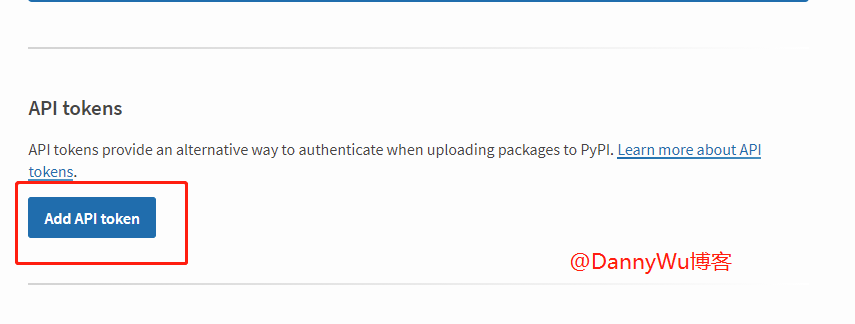 API tokens
API tokens provide an alternative way to authenticate when uploading packages to PyPI. Learn more about API
tokens.
Add API token
@DannyWu博客